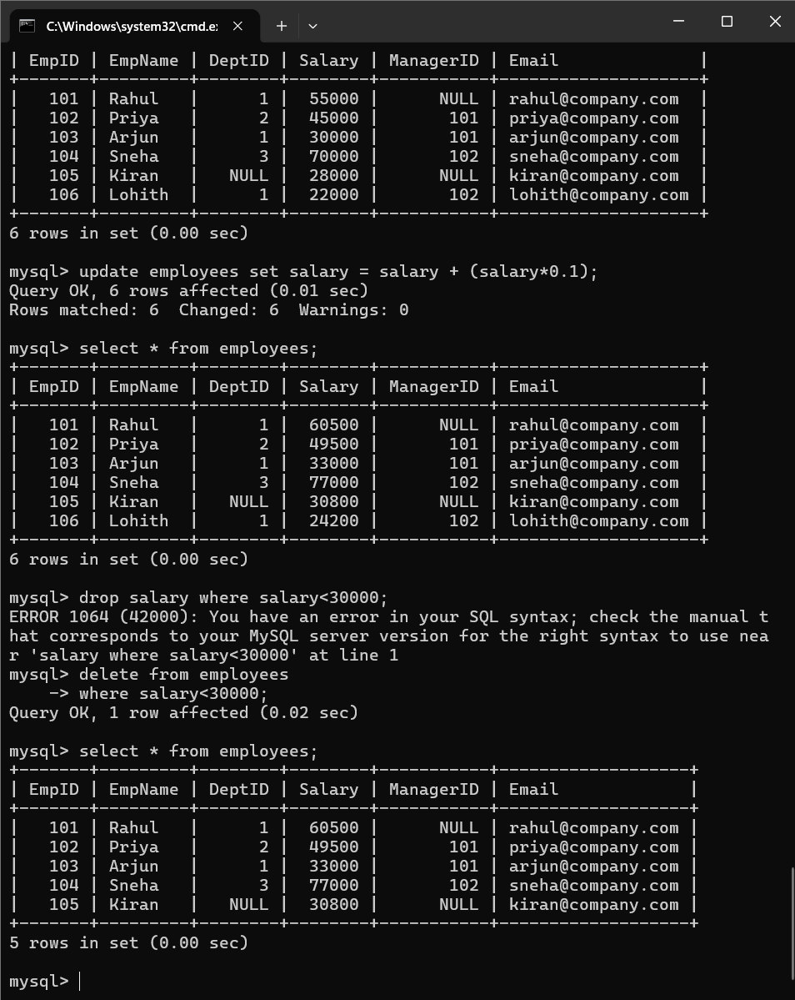 C:\Windows\system32\cmd.e:
| EmpID | EmpName | DeptID | Salary | ManagerID | Email              |
+-------+---------+--------+--------+-----------+--------------------+
|   101 | Rahul   |      1 |  55000 |      NULL | rahul@company.com  |
|   102 | Priya   |      2 |  45000 |       101 | priya@company.com  |
|   103 | Arjun   |      1 |  30000 |       101 | arjun@company.com  |
|   104 | Sneha   |      3 |  70000 |       102 | sneha@company.com  |
|   105 | Kiran   |   NULL |  28000 |      NULL | kiran@company.com  |
|   106 | Lohith  |      1 |  22000 |       102 | lohith@company.com |
+-------+---------+--------+--------+-----------+--------------------+
6 rows in set (0.00 sec)
mysql> update employees set salary = salary + (salary*0.1);
Query OK, 6 rows affected (0.01 sec)
Rows matched: 6  Changed: 6  Warnings: 0
mysql> select * from employees;
+-------+---------+--------+--------+-----------+--------------------+
| EmpID | EmpName | DeptID | Salary | ManagerID | Email              |
+-------+---------+--------+--------+-----------+--------------------+
|   101 | Rahul   |      1 |  60500 |      NULL | rahul@company.com  |
|   102 | Priya   |      2 |  49500 |       101 | priya@company.com  |
|   103 | Arjun   |      1 |  33000 |       101 | arjun@company.com  |
|   104 | Sneha   |      3 |  77000 |       102 | sneha@company.com  |
|   105 | Kiran   |   NULL |  30800 |      NULL | kiran@company.com  |
|   106 | Lohith  |      1 |  24200 |       102 | lohith@company.com |
+-------+---------+--------+--------+-----------+--------------------+
6 rows in set (0.00 sec)
mysql> drop salary where salary<30000;
ERROR 1064 (42000): You have an error in your SQL syntax; check the manual t
hat corresponds to your MySQL server version for the right syntax to use nea
r 'salary where salary<30000' at line 1
mysql> delete from employees
    -> where salary<30000;
Query OK, 1 row affected (0.02 sec)
mysql> select * from employees;
+-------+---------+--------+--------+-----------+-------------------+
| EmpID | EmpName | DeptID | Salary | ManagerID | Email             |
+-------+---------+--------+--------+-----------+-------------------+
|   101 | Rahul   |      1 |  60500 |      NULL | rahul@company.com |
|   102 | Priya   |      2 |  49500 |       101 | priya@company.com |
|   103 | Arjun   |      1 |  33000 |       101 | arjun@company.com |
|   104 | Sneha   |      3 |  77000 |       102 | sneha@company.com |
|   105 | Kiran   |   NULL |  30800 |      NULL | kiran@company.com |
+-------+---------+--------+--------+-----------+-------------------+
5 rows in set (0.00 sec)
mysql>